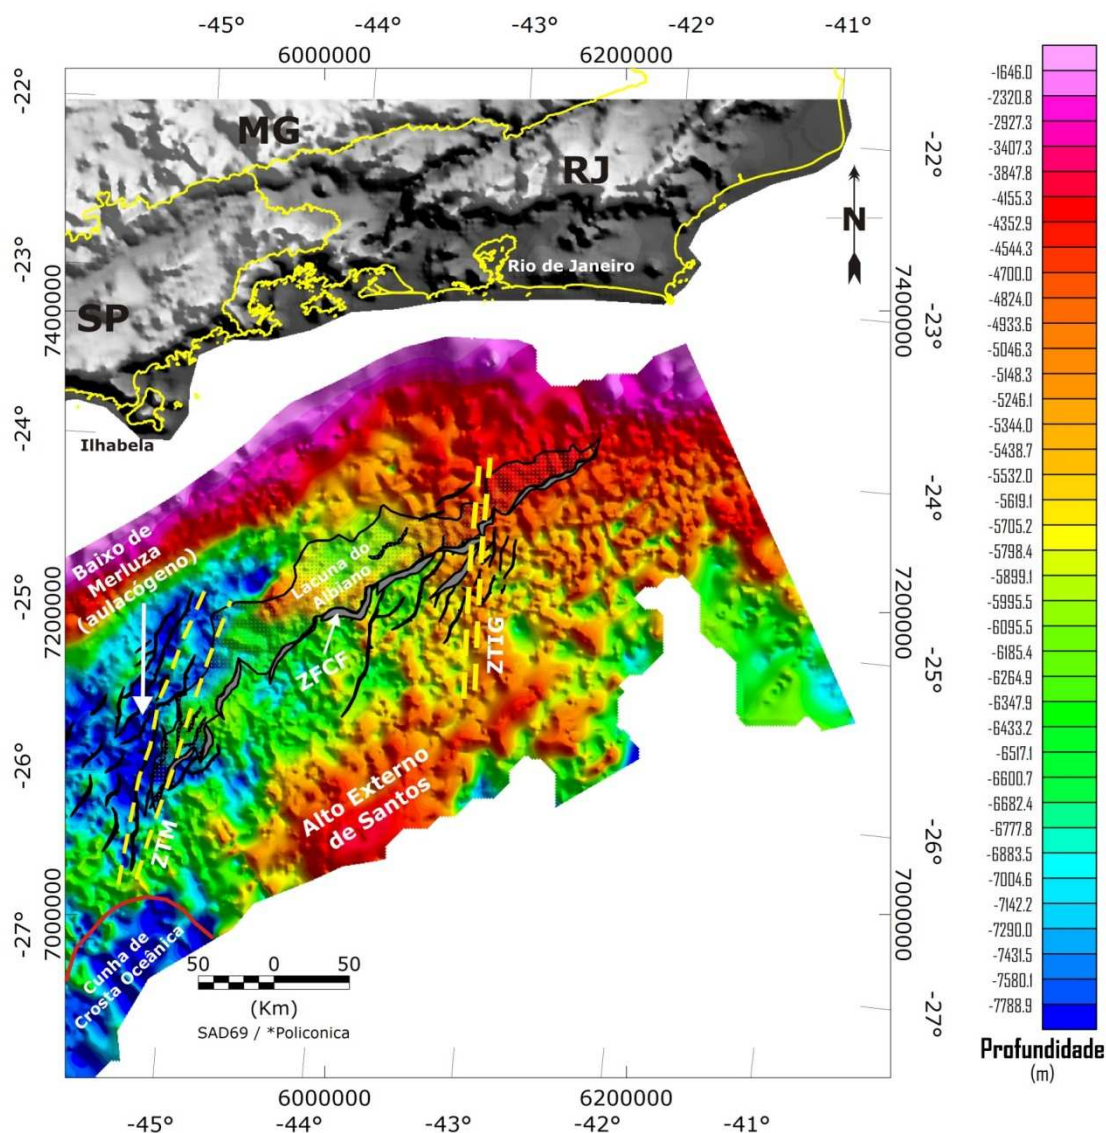 -45° -44° -43° -42° -41°
6000000 6200000
-22°
MG
RJ
-22°
N
-23°
Rio de Janeiro
7400000
SP
7400000
-23°
-24°
Ilhabela
-24°
Baixo de
Merluza
(aulacógeno)
Lacuna do
Albiano
-25°
7200000
7200000
ZFCF
ZTIG
-25°
-26°
Alto Externo
de Santos
ZTM
-26°
-27°
7000000
7000000
Cunha de
Crosta Oceânica
50 0 50
(Km)
SAD69 / *Policonica
-27°
6000000 6200000
-45° -44° -43° -42° -41°
-1646.0
-2320.8
-2927.3
-3407.3
-3847.8
-4155.3
-4352.9
-4544.3
-4700.0
-4824.0
-4933.6
-5046.3
-5148.3
-5246.1
-5344.0
-5438.7
-5532.0
-5619.1
-5705.2
-5798.4
-5899.1
-5995.5
-6095.5
-6185.4
-6264.9
-6347.9
-6433.2
-6517.1
-6600.7
-6682.4
-6777.8
-6883.5
-7004.6
-7142.2
-7290.0
-7431.5
-7580.1
-7788.9
Profundidade
(m)